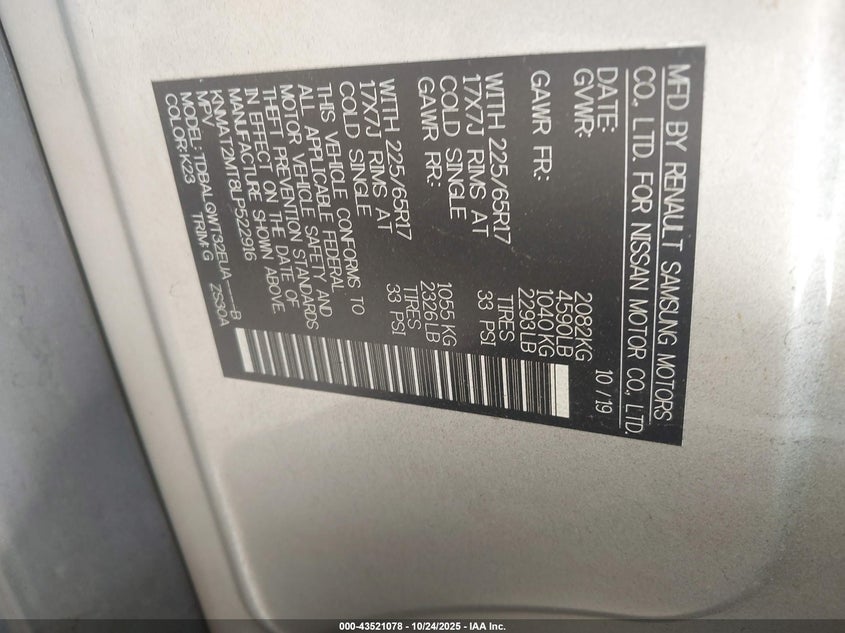 MFD BY RENAULT SAMSUNG MOTORS
CO., LTD. FOR NISSAN MOTOR CO., LTD.
DATE: 10 / 19
GVWR: 2082KG
4590LB
GAWR FR: 1040 KG
2293LB
WITH 225/65R17 TIRES
17X7J RIMS AT 33 PSI
COLD SINGLE
GAWR RR: 1055 KG
2326LB
WITH 225/65R17 TIRES
17X7J RIMS AT 33 PSI
COLD SINGLE
THIS VEHICLE CONFORMS TO
ALL APPLICABLE FEDERAL
MOTOR VEHICLE SAFETY AND
THEFT PREVENTION STANDARDS
IN EFFECT ON THE DATE OF
MANUFACTURE SHOWN ABOVE.
KNMAT2MT8LP522916
MPV
MODEL: TDBALQWT32EUA-----B
COLOR: K23 TRIM: G ZS90A
000-43521078 - 10/24/2025 - IAA Inc.